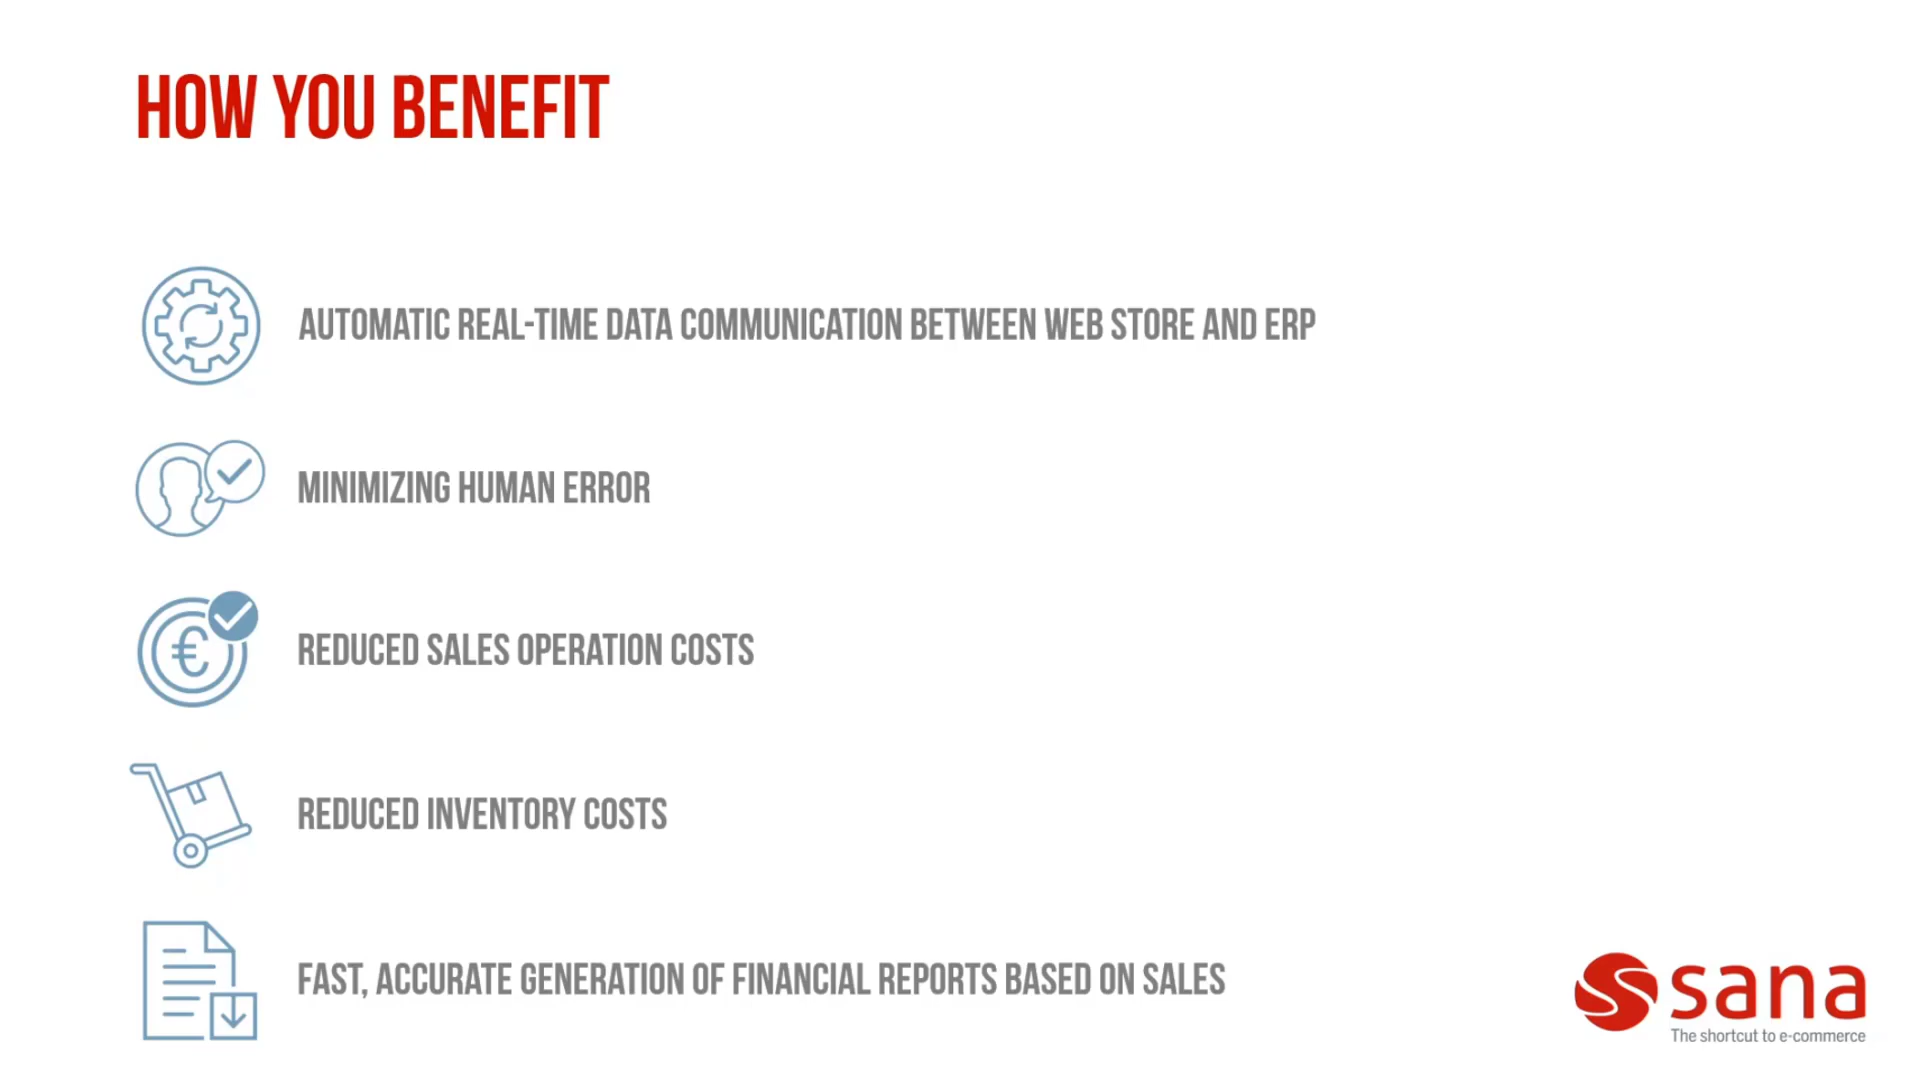 HOW YOU BENEFIT
AUTOMATIC REAL-TIME DATA COMMUNICATION BETWEEN WEB STORE AND ERP
MINIMIZING HUMAN ERROR
€
REDUCED SALES OPERATION COSTS
REDUCED INVENTORY COSTS
FAST, ACCURATE GENERATION OF FINANCIAL REPORTS BASED ON SALES
sana
The shortcut to e-commerce